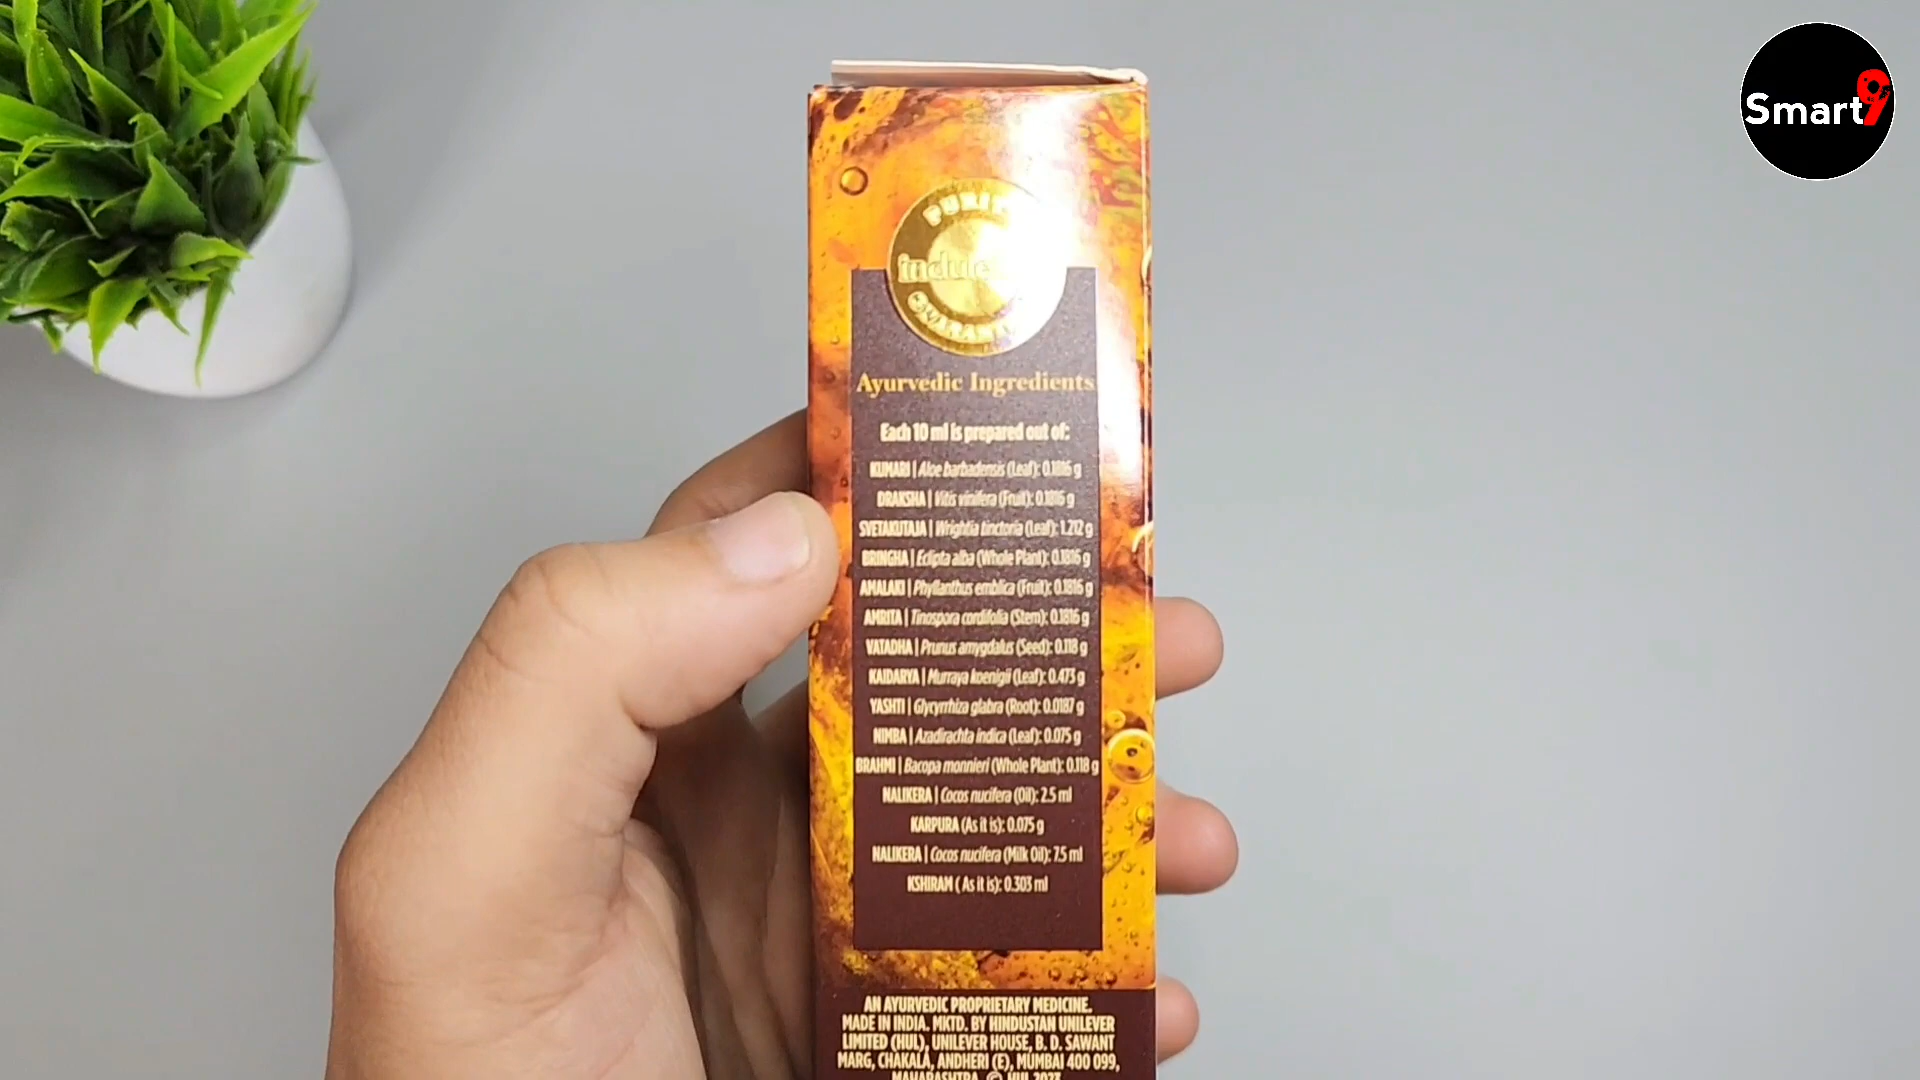 Smart9
Ayurvedic Ingredients
Each 10 ml is prepared out of:
KUMARI | Aloe barbadensis (Leaf): 0.1816 g
DRAKSHA | Vitis vinifera (Fruit): 0.1816 g
SVETAKUTAJA | Wrightia tinctoria (Leaf): 1.212 g
BRINGHA | Eclipta alba (Whole Plant): 0.1816 g
AMALAKI | Phyllanthus emblica (Fruit): 0.1816 g
AMRITA | Tinospora cordifolia (Stem): 0.1816 g
VATADHA | Prunus amygdalus (Seed): 0.118 g
KAIDARYA | Murraya koenigii (Leaf): 0.473 g
YASHTI | Glycyrrhiza glabra (Root): 0.0187 g
NIMBA | Azadirachta indica (Leaf): 0.075 g
BRAHMI | Bacopa monnieri (Whole Plant): 0.118 g
NALIKERA | Cocos nucifera (Oil): 2.5 ml
KARPURA (As it is): 0.075 g
NALIKERA | Cocos nucifera (Milk Oil): 7.5 ml
KSHIRAM ( As it is): 0.303 ml
AN AYURVEDIC PROPRIETARY MEDICINE.
MADE IN INDIA. MKTD. BY HINDUSTAN UNILEVER
LIMITED (HUL), UNILEVER HOUSE, B. D. SAWANT
MARG, CHAKALA, ANDHERI (E), MUMBAI 400 099,
MAHARASHTRA. © HUL 2023